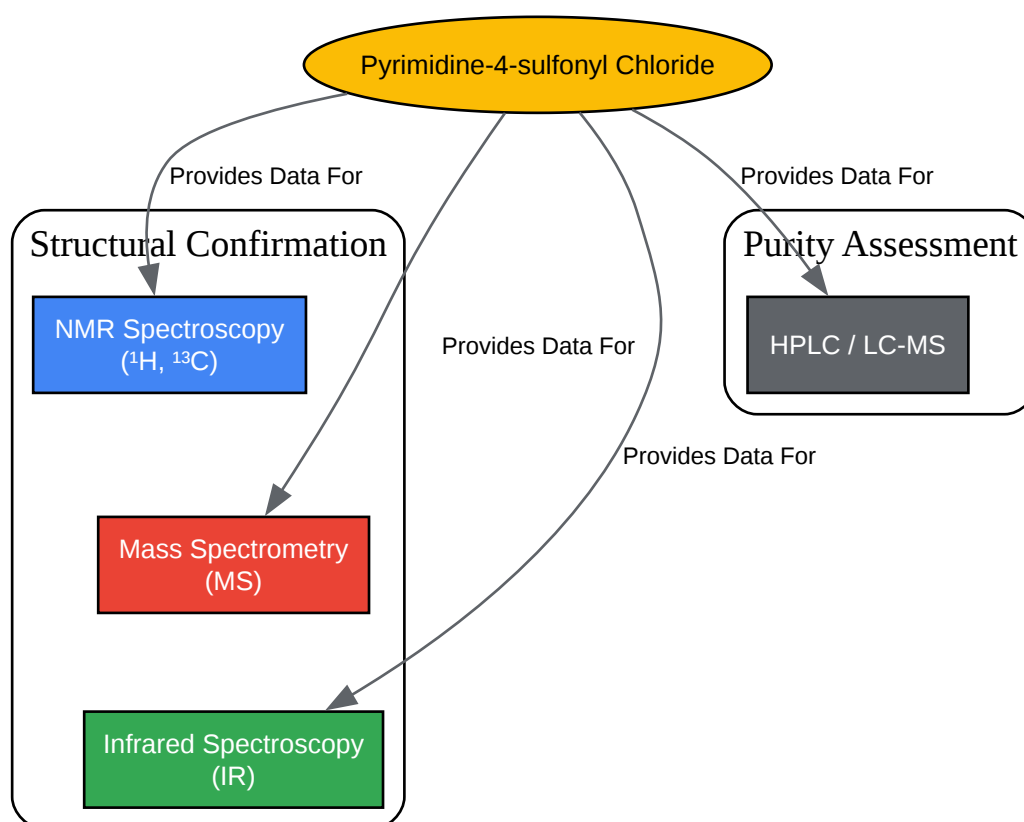 Pyrimidine-4-sulfonyl Chloride
Provides Data For
Provides Data For
Structural Confirmation
Purity Assessment
NMR Spectroscopy
(¹H, ¹³C)
Provides Data For
HPLC / LC-MS
Provides Data For
Mass Spectrometry
(MS)
Infrared Spectroscopy
(IR)